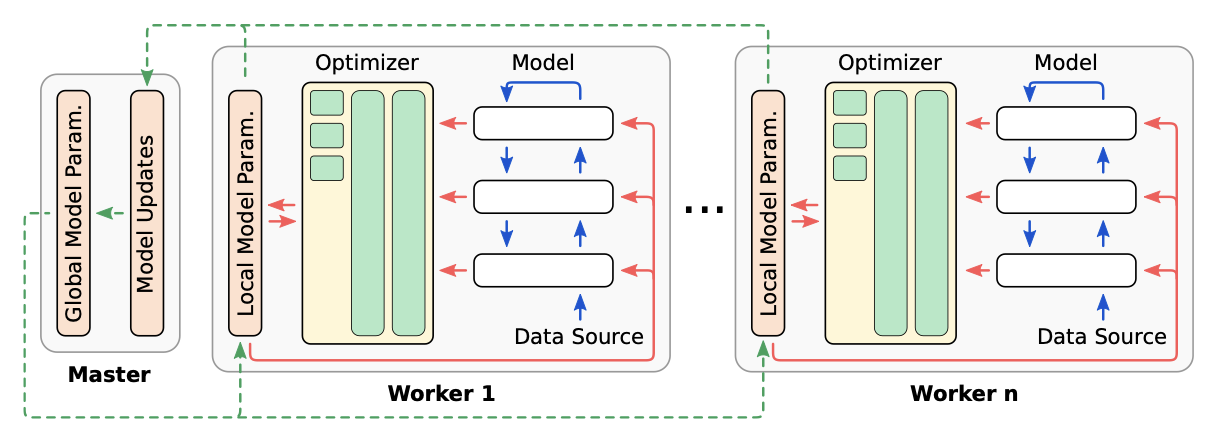 Global Model Param.
Model Updates
Master
Local Model Param.
Optimizer
Model
Data Source
Worker 1
...
Local Model Param.
Optimizer
Model
Data Source
Worker n